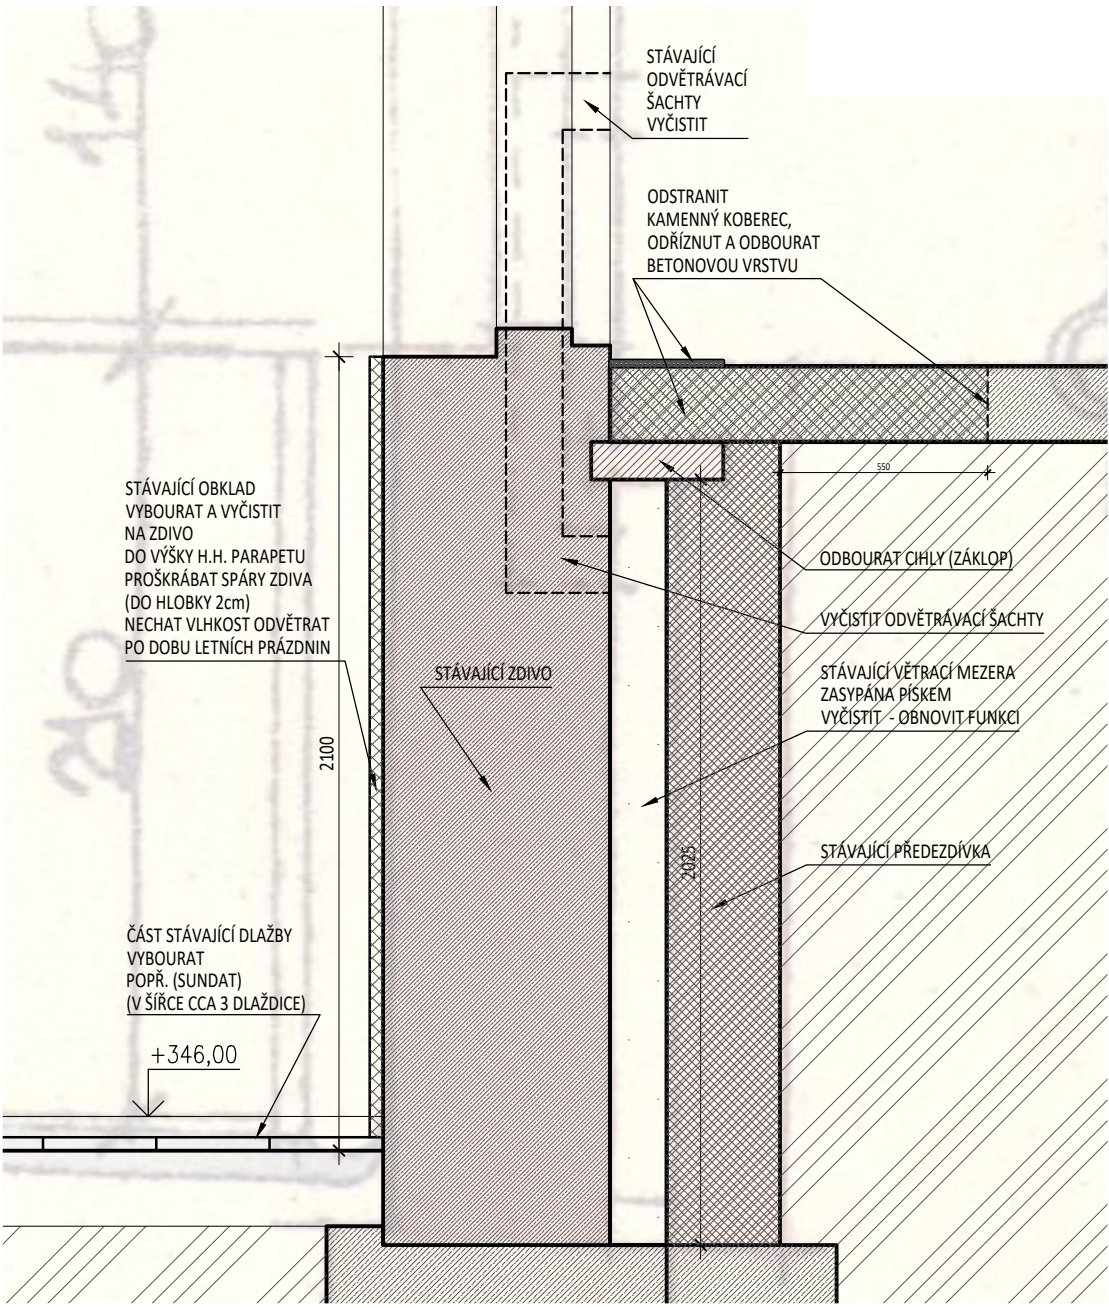 STÁVAJÍCÍ
ODVĚTRÁVACÍ
ŠACHTY
VYČISTIT
ODSTRANIT
KAMENNÝ KOBEREC,
ODŘÍZNUT A ODBOURAT
BETONOVOU VRSTVU
550
STÁVAJÍCÍ OBKLAD
VYBOURAT A VYČISTIT
NA ZDIVO
DO VÝŠKY H.H. PARAPETU
PROŠKRÁBAT SPÁRY ZDIVA
(DO HLOBKY 2cm)
NECHAT VLHKOST ODVĚTRAT
PO DOBU LETNÍCH PRÁZDNIN
ODBOURAT CIHLY (ZÁKLOP)
VYČISTIT ODVĚTRÁVACÍ ŠACHTY
STÁVAJÍCÍ ZDIVO
STÁVAJÍCÍ VĚTRACÍ MEZERA
ZASYPÁNA PÍSKEM
VYČISTIT - OBNOVIT FUNKCI
2100
2025
STÁVAJÍCÍ PŘEDEZDÍVKA
ČÁST STÁVAJÍCÍ DLAŽBY
VYBOURAT
POPŘ. (SUNDAT)
(V ŠÍŘCE CCA 3 DLAŽDICE)
+346,00
210